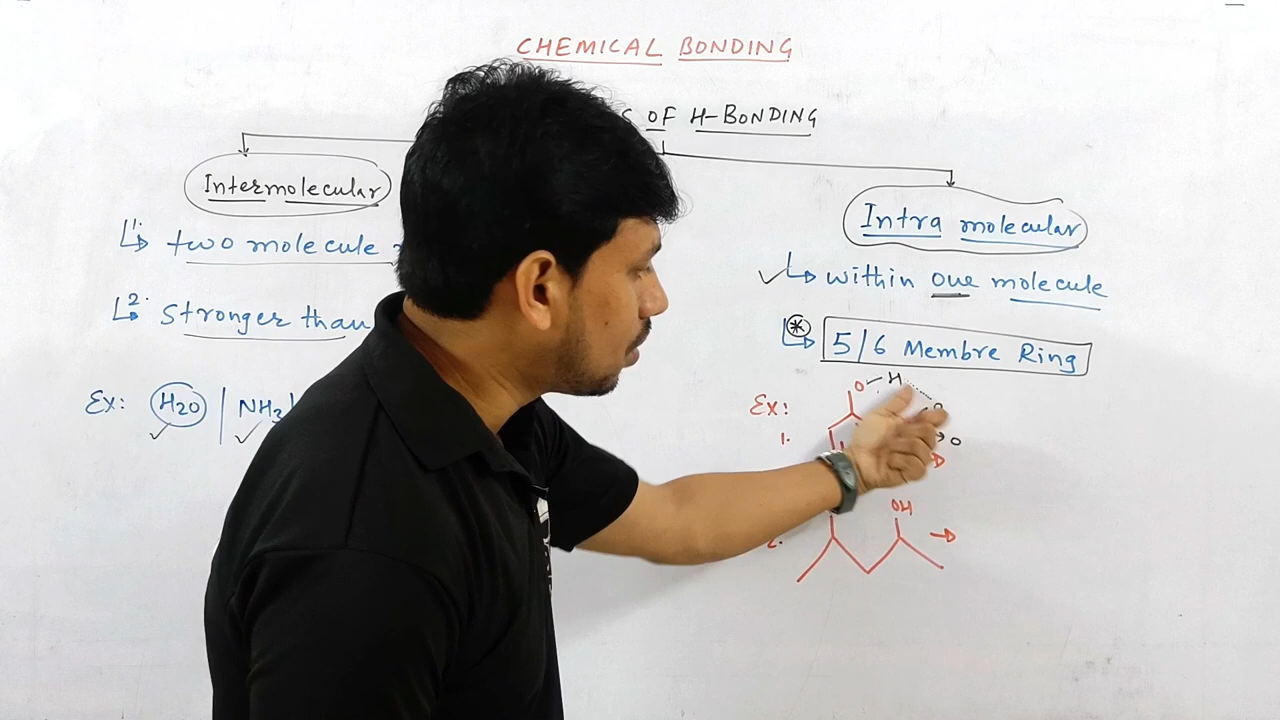 CHEMICAL BONDING
OF H-BONDING
Intermolecular
1. two molecule
2. Stronger than
Ex: H2O | NH3
Intra molecular
✓ within one molecule
* 5/6 Membre Ring
Ex:
1.
O-H
O
O
OH